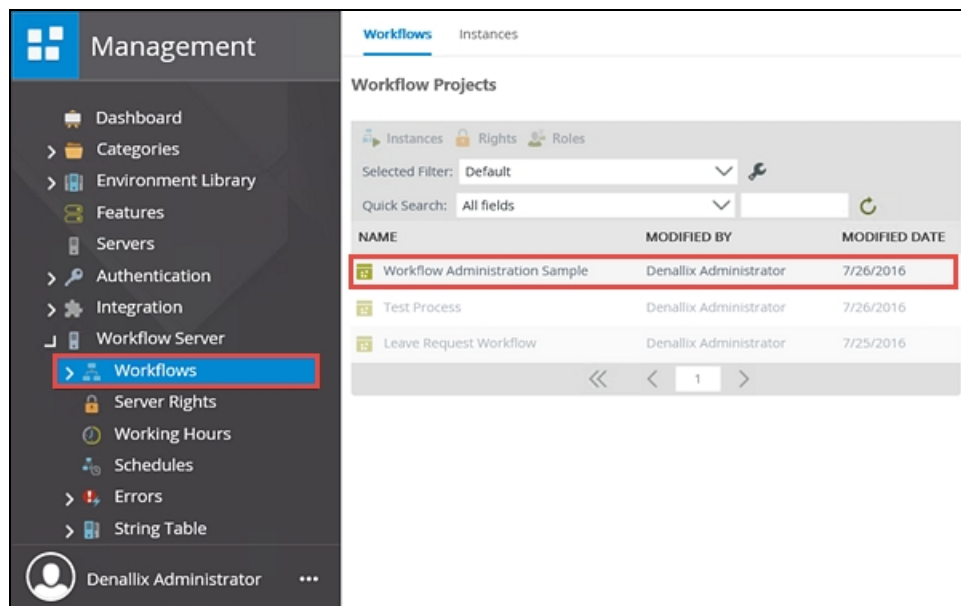 Management
Dashboard
Categories
Environment Library
Features
Servers
Authentication
Integration
Workflow Server
Workflows
Server Rights
Working Hours
Schedules
Errors
String Table
Denallix Administrator
Workflows Instances
Workflow Projects
Instances Rights Roles
Selected Filter: Default
Quick Search: All fields
NAME MODIFIED BY MODIFIED DATE
Workflow Administration Sample Denallix Administrator 7/26/2016
Test Process Denallix Administrator 7/26/2016
Leave Request Workflow Denallix Administrator 7/25/2016
1